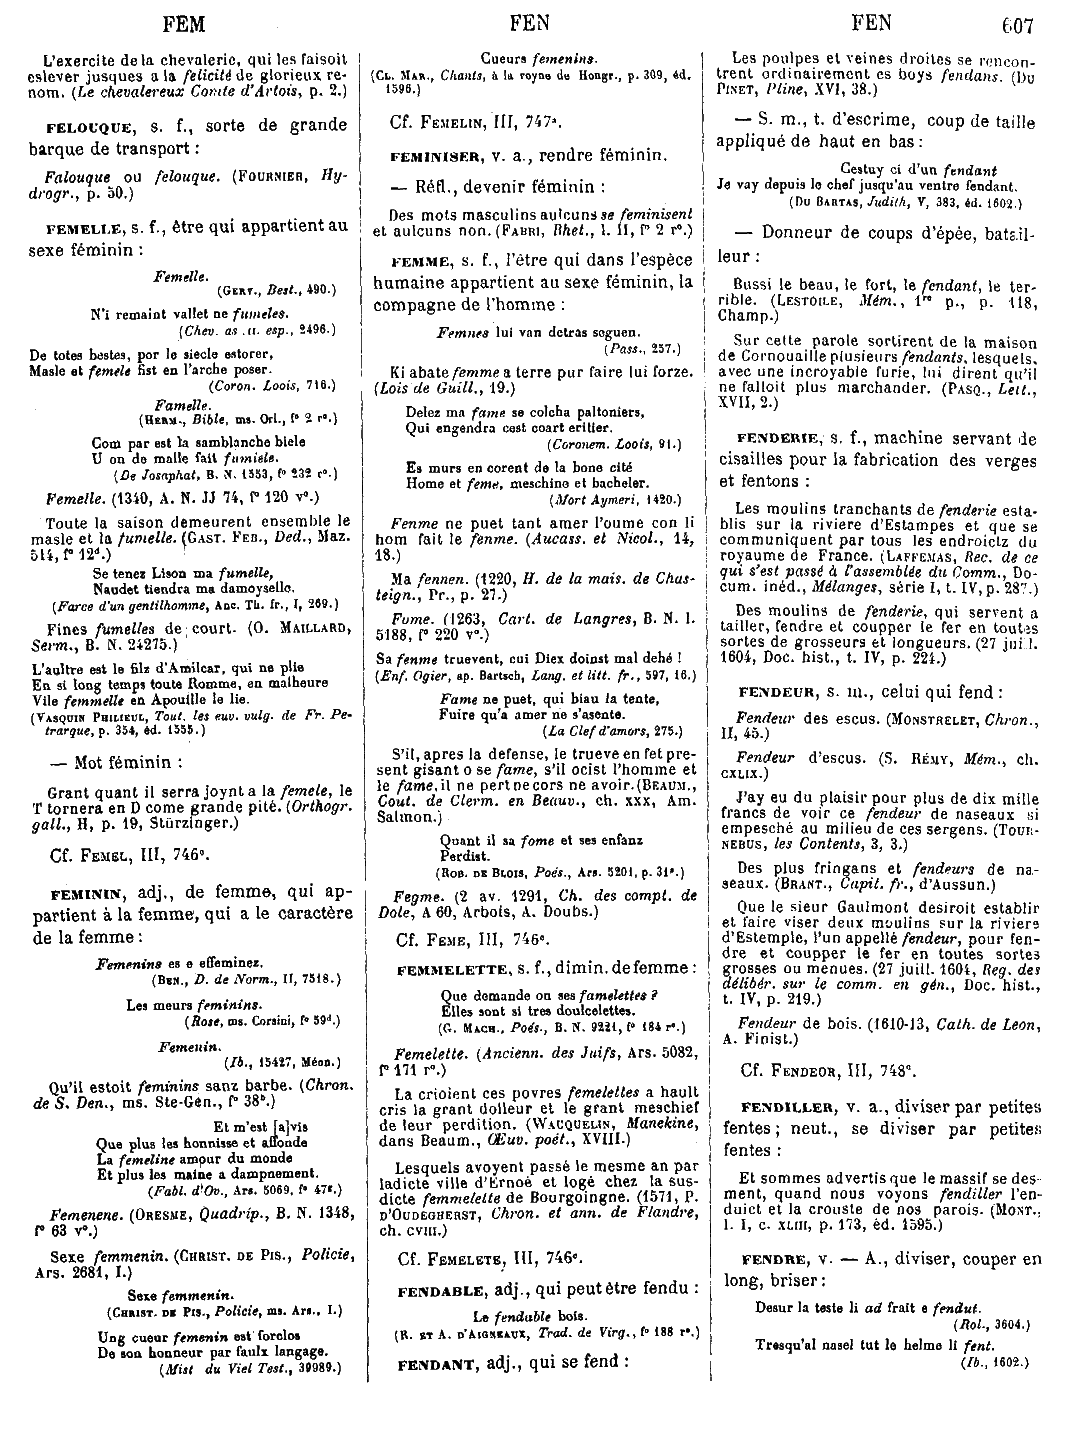 FEM
FEN
FEN
607
L'exercite de la chevalerie, qui les faisoit
eslever jusques a la felicité de glorieux re-
nom. (Le chevalereux Comte d'Artois, p. 2.)
FELOUQUE, s. f., sorte de grande
barque de transport :
Falouque ou felouque. (FOURNIER, Hy-
drogr., p. 50.)
FEMELLE, s. f., être qui appartient au
sexe féminin :
Femelle.
(GERV., Best., 490.)
N'i remaint vallet ne fumeles.
(Chev. as .II. esp., 2496.)
De totes bestes, por le siecle estorer,
Masle et femele fist en l'arche poser.
(Coron. Loois, 716.)
Famelle.
(HERM., Bible, ms. Orl., f° 2 r°.)
Com par est la samblanche biele
U on de malle fait fumiele.
(De Josaphat, B. N. 1553, f° 232 r°.)
Femelle. (1340, A. N. JJ 74, f° 120 v°.)
Toute la saison demeurent ensemble le
masle et la fumelle. (GAST. FEB., Ded., Maz.
514, f° 12d.)
Se tenez Lison ma fumelle,
Naudet tiendra ma damoyselle.
(Farce d'un gentilhomme, Anc. Th. fr., I, 269.)
Fines fumelles de court. (O. MAILLARD,
Serm., B. N. 24275.)
L'aultre est le filz d'Amilcar, qui ne plie
En si long temps toute Romme, en malheure
Vile femmelle en Apouille le lie.
(VASQUIN PHILIEUL, Tout. les euv. vulg. de Fr. Pe-
trarque, p. 354, éd. 1555.)
— Mot féminin :
Grant quant il serra joynt a la femele, le
T tornera en D come grande pité. (Orthogr.
gall., H, p. 19, Stürzinger.)
Cf. FEMEL, III, 746c.
FEMININ, adj., de femme, qui ap-
partient à la femme, qui a le caractère
de la femme :
Femenins es e effeminez.
(BEN., D. de Norm., II, 7518.)
Les meurs feminins.
(Rose, ms. Corsini, f° 59d.)
Femenin.
(Ib., 15427, Méon.)
Qu'il estoit feminins sanz barbe. (Chron.
de S. Den., ms. Ste-Gen., f° 38b.)
Et m'est [a]vis
Que plus les honnisse et affonde
La femeline amour du monde
Et plus les maine a dampnement.
(Fabl. d'Ov., Ars. 5069, f° 47c.)
Femenene. (ORESME, Quadrip., B. N. 1348,
f° 63 v°.)
Sexe femmenin. (CHRIST. DE PIS., Policie,
Ars. 2681, I.)
Sexe femmenin.
(CHRIST. DE PIS., Policie, ms. Ars., I.)
Ung cueur femenin est forclos
De son honneur par faulx langage.
(Mist du Viel Test., 39989.)
Cueurs femenins.
(CL. MAR., Chants, à la royne de Hongr., p. 309, éd.
1596.)
Cf. FEMELIN, III, 747a.
FEMINISER, v. a., rendre féminin.
— Réfl., devenir féminin :
Des mots masculins aulcuns se feminisent
et aulcuns non. (FABRI, Rhet., l. II, f° 2 r°.)
FEMME, s. f., l'être qui dans l'espèce
humaine appartient au sexe féminin, la
compagne de l'homme :
Femnes lui van detras soguen.
(Pass., 257.)
Ki abate femme a terre pur faire lui forze.
(Lois de Guill., 19.)
Delez ma fame se colcha paltoniers,
Qui engendra cest coart eritier.
(Coronem. Loois, 91.)
Es murs en corent de la bone cité
Home et feme, meschine et bacheler.
(Mort Aymeri, 1420.)
Fenme ne puet tant amer l'oume con li
hom fait le fenme. (Aucass. et Nicol., 14,
18.)
Ma fennen. (1220, H. de la mais. de Chas-
teign., Pr., p. 27.)
Fome. (1263, Cart. de Langres, B. N. l.
5188, f° 220 v°.)
Sa fenme truevent, cui Diex doinst mal dehé !
(Enf. Ogier, ap. Bartsch, Lang. et litt. fr., 597, 16.)
Fame ne puet, qui biau la tente,
Fuire qu'a amer ne s'asente.
(La Clef d'amors, 275.)
S'il, apres la defense, le trueve en fet pre-
sent gisant o se fame, s'il ocist l'homme et
le fame, il ne pert ne cors ne avoir. (BEAUM.,
Cout. de Clerm. en Beauv., ch. XXX, Am.
Salmon.)
Quant il sa fome et ses enfanz
Perdist.
(ROB. DE BLOIS, Poés., Ars. 5201, p. 31a.)
Fegme. (2 av. 1291, Ch. des compt. de
Dole, A 60, Arbois, A. Doubs.)
Cf. FEME, III, 746c.
FEMMELETTE, s. f., dimin. de femme :
Que demande on ses famelettes ?
Elles sont si tres doulcelettes.
(G. MACH., Poés., B. N. 9221, f° 184 r°.)
Femelette. (Ancienn. des Juifs, Ars. 5082,
f° 171 r°.)
La crioient ces povres femelettes a hault
cris la grant dolleur et le grant meschief
de leur perdition. (WACQUELIN, Manekine,
dans Beaum., Œuv. poét., XVIII.)
Lesquels avoyent passé le mesme an par
ladicte ville d'Ernoé et logé chez la sus-
dicte femmelette de Bourgoingne. (1571, P.
D'OUDEGHERST, Chron. et ann. de Flandre,
ch. CVIII.)
Cf. FEMELETE, III, 746c.
FENDABLE, adj., qui peut être fendu :
Le fendable bois.
(R. ET A. D'AIGNEAUX, Trad. de Virg., f° 188 r°.)
FENDANT, adj., qui se fend :
Les poulpes et veines droites se rencon-
trent ordinairement es boys fendans. (DU
PINET, Pline, XVI, 38.)
— S. m., t. d'escrime, coup de taille
appliqué de haut en bas :
Cestuy ci d'un fendant
Je vay depuis le chef jusqu'au ventre fendant.
(DU BARTAS, Judith, V, 383, éd. 1602.)
— Donneur de coups d'épée, batail-
leur :
Bussi le beau, le fort, le fendant, le ter-
rible. (LESTOILE, Mém., 1re p., p. 118,
Champ.)
Sur cette parole sortirent de la maison
de Cornouaille plusieurs fendants, lesquels,
avec une incroyable furie, lui dirent qu'il
ne falloit plus marchander. (PASQ., Lett.,
XVII, 2.)
FENDERIE, s. f., machine servant de
cisailles pour la fabrication des verges
et fentons :
Les moulins tranchants de fenderie esta-
blis sur la riviere d'Estampes et que se
communiquent par tous les endroictz du
royaume de France. (LAFFEMAS, Rec. de ce
qui s'est passé à l'assemblée du Comm., Do-
cum. inéd., Mélanges, série I, t. IV, p. 287.)
Des moulins de fenderie, qui servent a
tailler, fendre et coupper le fer en toutes
sortes de grosseurs et longueurs. (27 juill.
1604, Doc. hist., t. IV, p. 224.)
FENDEUR, s. m., celui qui fend :
Fendeur des escus. (MONSTRELET, Chron.,
II, 45.)
Fendeur d'escus. (S. RÉMY, Mém., ch.
CXLIX.)
J'ay eu du plaisir pour plus de dix mille
francs de voir ce fendeur de naseaux si
empesché au milieu de ces sergens. (TOUR-
NEBUS, les Contents, 3, 3.)
Des plus fringans et fendeurs de na-
seaux. (BRANT., Capit. fr., d'Aussun.)
Que le sieur Gaulmont desiroit establir
et faire viser deux moulins sur la riviere
d'Estemple, l'un appellé fendeur, pour fen-
dre et coupper le fer en toutes sortes
grosses ou menues. (27 juill. 1604, Reg. des
délibér. sur le comm. en gén., Doc. hist.,
t. IV, p. 219.)
Fendeur de bois. (1610-13, Cath. de Leon,
A. Finist.)
Cf. FENDEOR, III, 748c.
FENDILLER, v. a., diviser par petites
fentes ; neut., se diviser par petites
fentes :
Et sommes advertis que le massif se des-
ment, quand nous voyons fendiller l'en-
duict et la crouste de nos parois. (MONT.,
l. I, c. XLIII, p. 173, éd. 1595.)
FENDRE, v. — A., diviser, couper en
long, briser :
Desur la teste li ad frait e fendut.
(Rol., 3604.)
Tresqu'al nasel tut le helme li fent.
(Ib., 1602.)